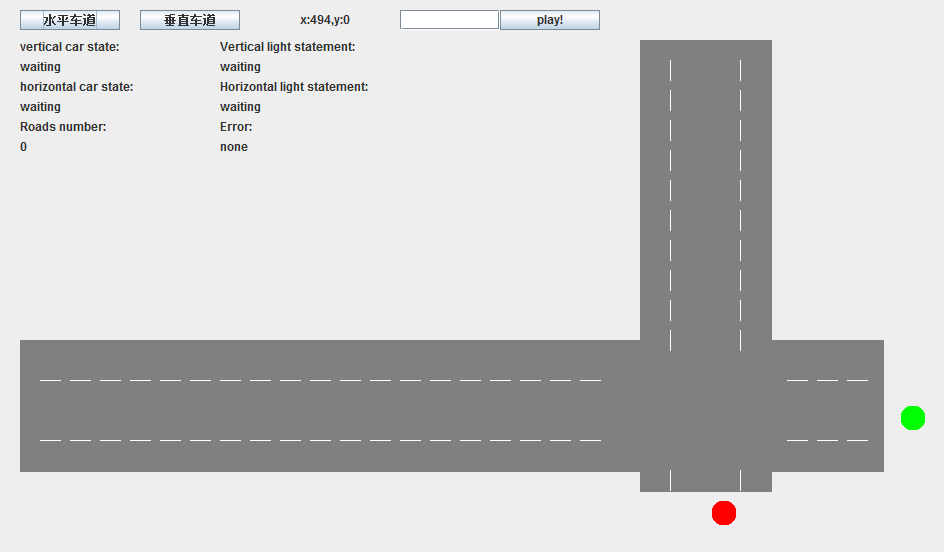 水平车道 垂直车道 x:494,y:0 play!
vertical car state: Vertical light statement:
waiting waiting
horizontal car state: Horizontal light statement:
waiting waiting
Roads number: Error:
0 none